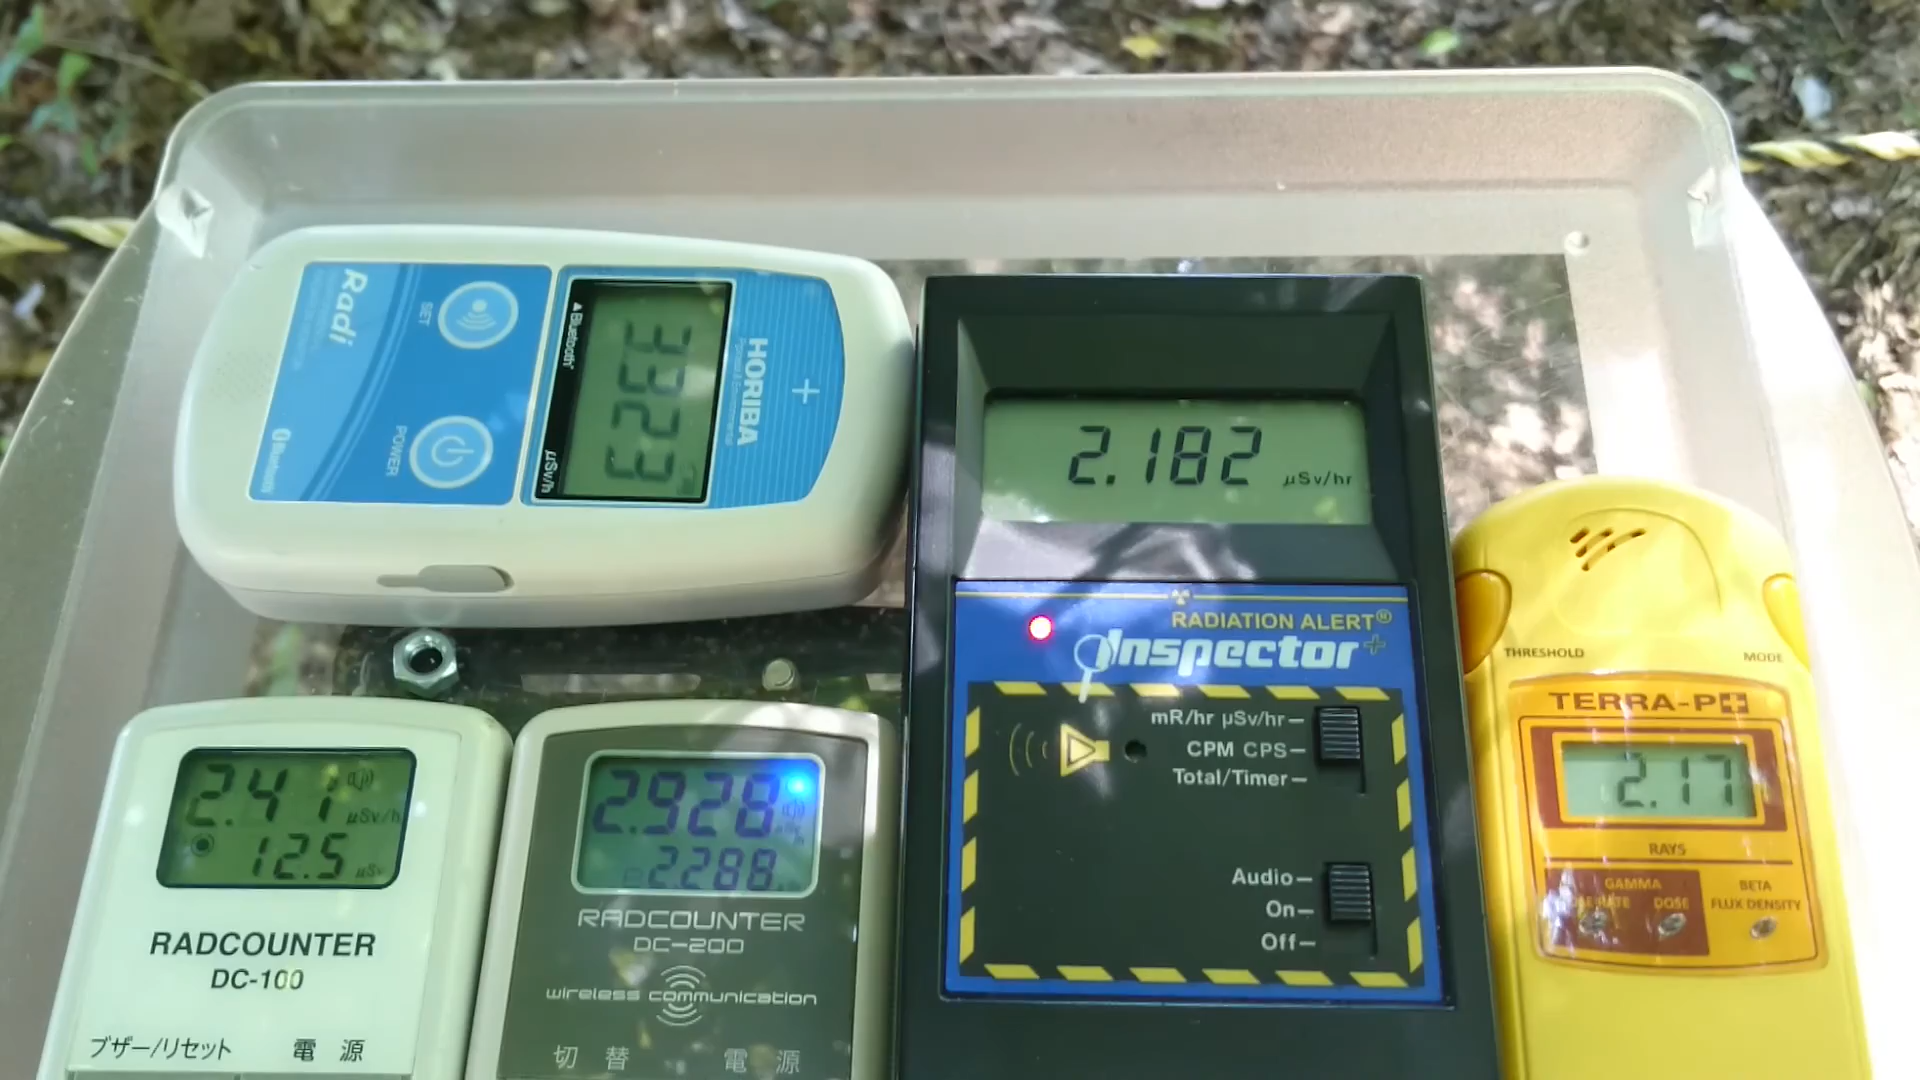 HORIBA
3.323
▲Bluetooth
μSv/h
SET
POWER
Radi
Bluetooth
2.182
μSv/hr
RADIATION ALERT®
Inspector+
mR/hr μSv/hr
CPM CPS
Total/Timer
Audio
On
Off
THRESHOLD
MODE
TERRA-P+
2.17
RAYS
GAMMA
DOSE
BETA
FLUX DENSITY
2.41 μSv/h
12.5 μSv
RADCOUNTER
DC-100
ブザー/リセット
電源
2.928
2.288
RADCOUNTER
DC-200
wireless communication
切替
電源